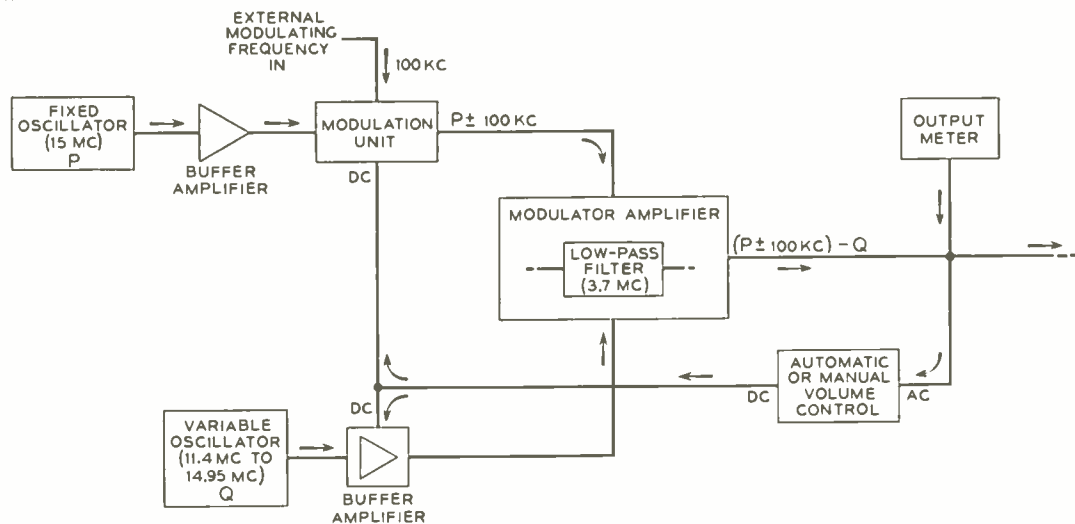 EXTERNAL
MODULATING
FREQUENCY
IN
100 KC
FIXED
OSCILLATOR
(15 MC)
P
BUFFER
AMPLIFIER
MODULATION
UNIT
DC
P ± 100 KC
OUTPUT
METER
MODULATOR AMPLIFIER
LOW-PASS
FILTER
(3.7 MC)
(P ± 100 KC) - Q
AUTOMATIC
OR MANUAL
VOLUME
CONTROL
DC
AC
DC
VARIABLE
OSCILLATOR
(11.4 MC TO
14.95 MC)
Q
BUFFER
AMPLIFIER